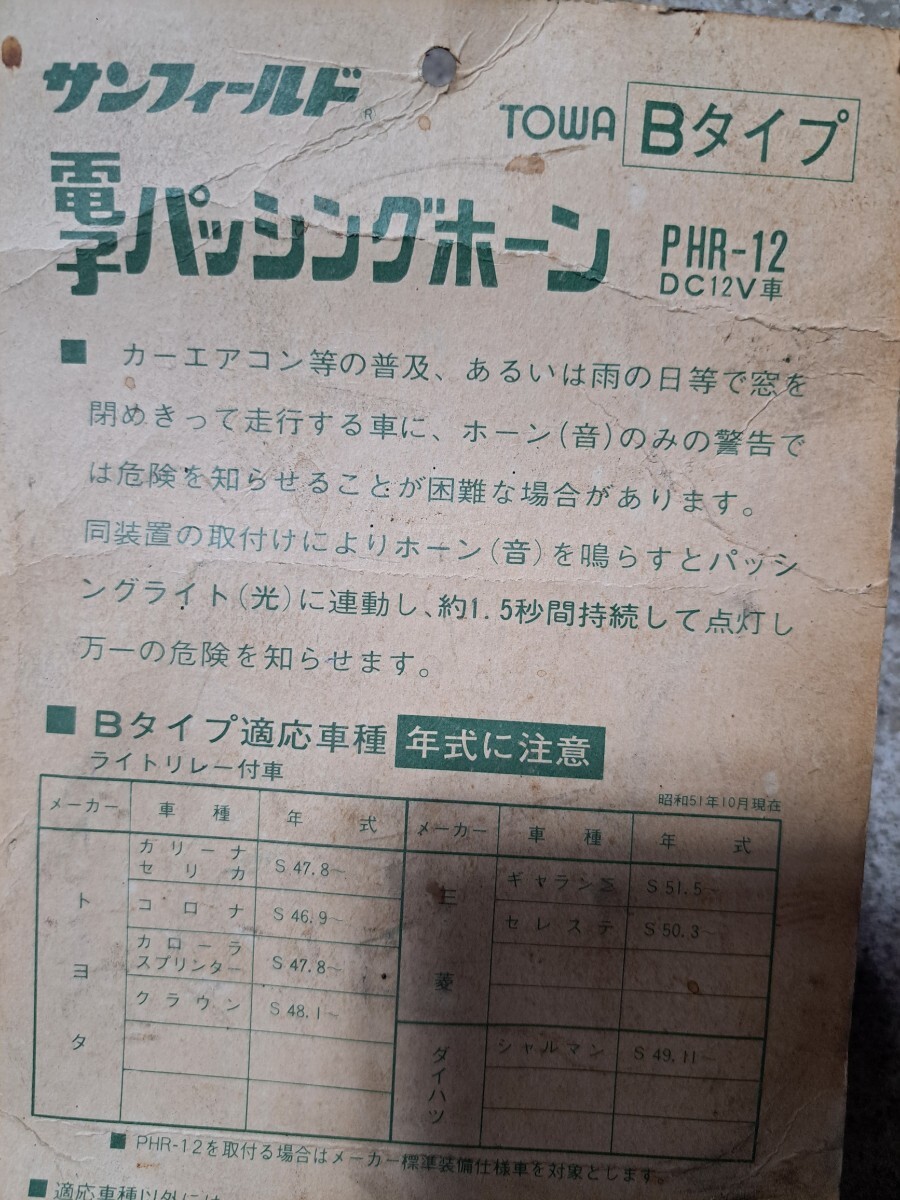 サンフィールド®
TOWA Bタイプ
電子パッシングホーン PHR-12
DC12V車
■ カーエアコン等の普及、あるいは雨の日等で窓を
閉めきって走行する車に、ホーン(音)のみの警告で
は危険を知らせることが困難な場合があります。
同装置の取付けによりホーン(音)を鳴らすとパッシ
ングライト(光)に連動し、約1.5秒間持続して点灯し
万一の危険を知らせます。
■ Bタイプ適応車種 年式に注意
ライトリレー付車
昭和51年10月現在
メーカー 車種 年式 メーカー 車種 年式
トヨタ
カリーナ
セリカ S 47.8~
コロナ S 46.9~
カローラ
スプリンター S 47.8~
クラウン S 48.1~
三菱
ギャランΣ S 51.5~
セレステ S 50.3~
ダイハツ
シャルマン S 49.11~
■ PHR-12を取付る場合はメーカー標準装備仕様車を対象とします。
■ 適応車種以外には